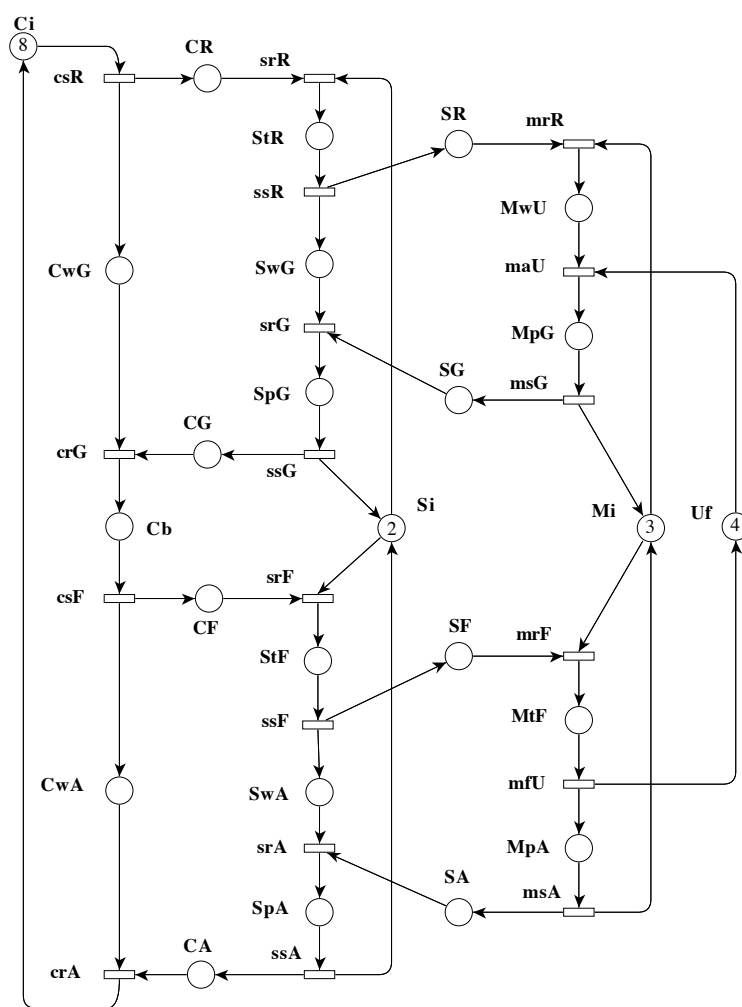 Ci
8
CR
srR
csR
SR
mrR
StR
ssR
MwU
CwG
SwG
maU
srG
MpG
SG
SpG
msG
CG
crG
ssG
Si
Mi
Uf
2
3
4
Cb
srF
csF
CF
SF
mrF
StF
MtF
ssF
CwA
SwA
mfU
srA
MpA
SA
SpA
msA
CA
ssA
crA